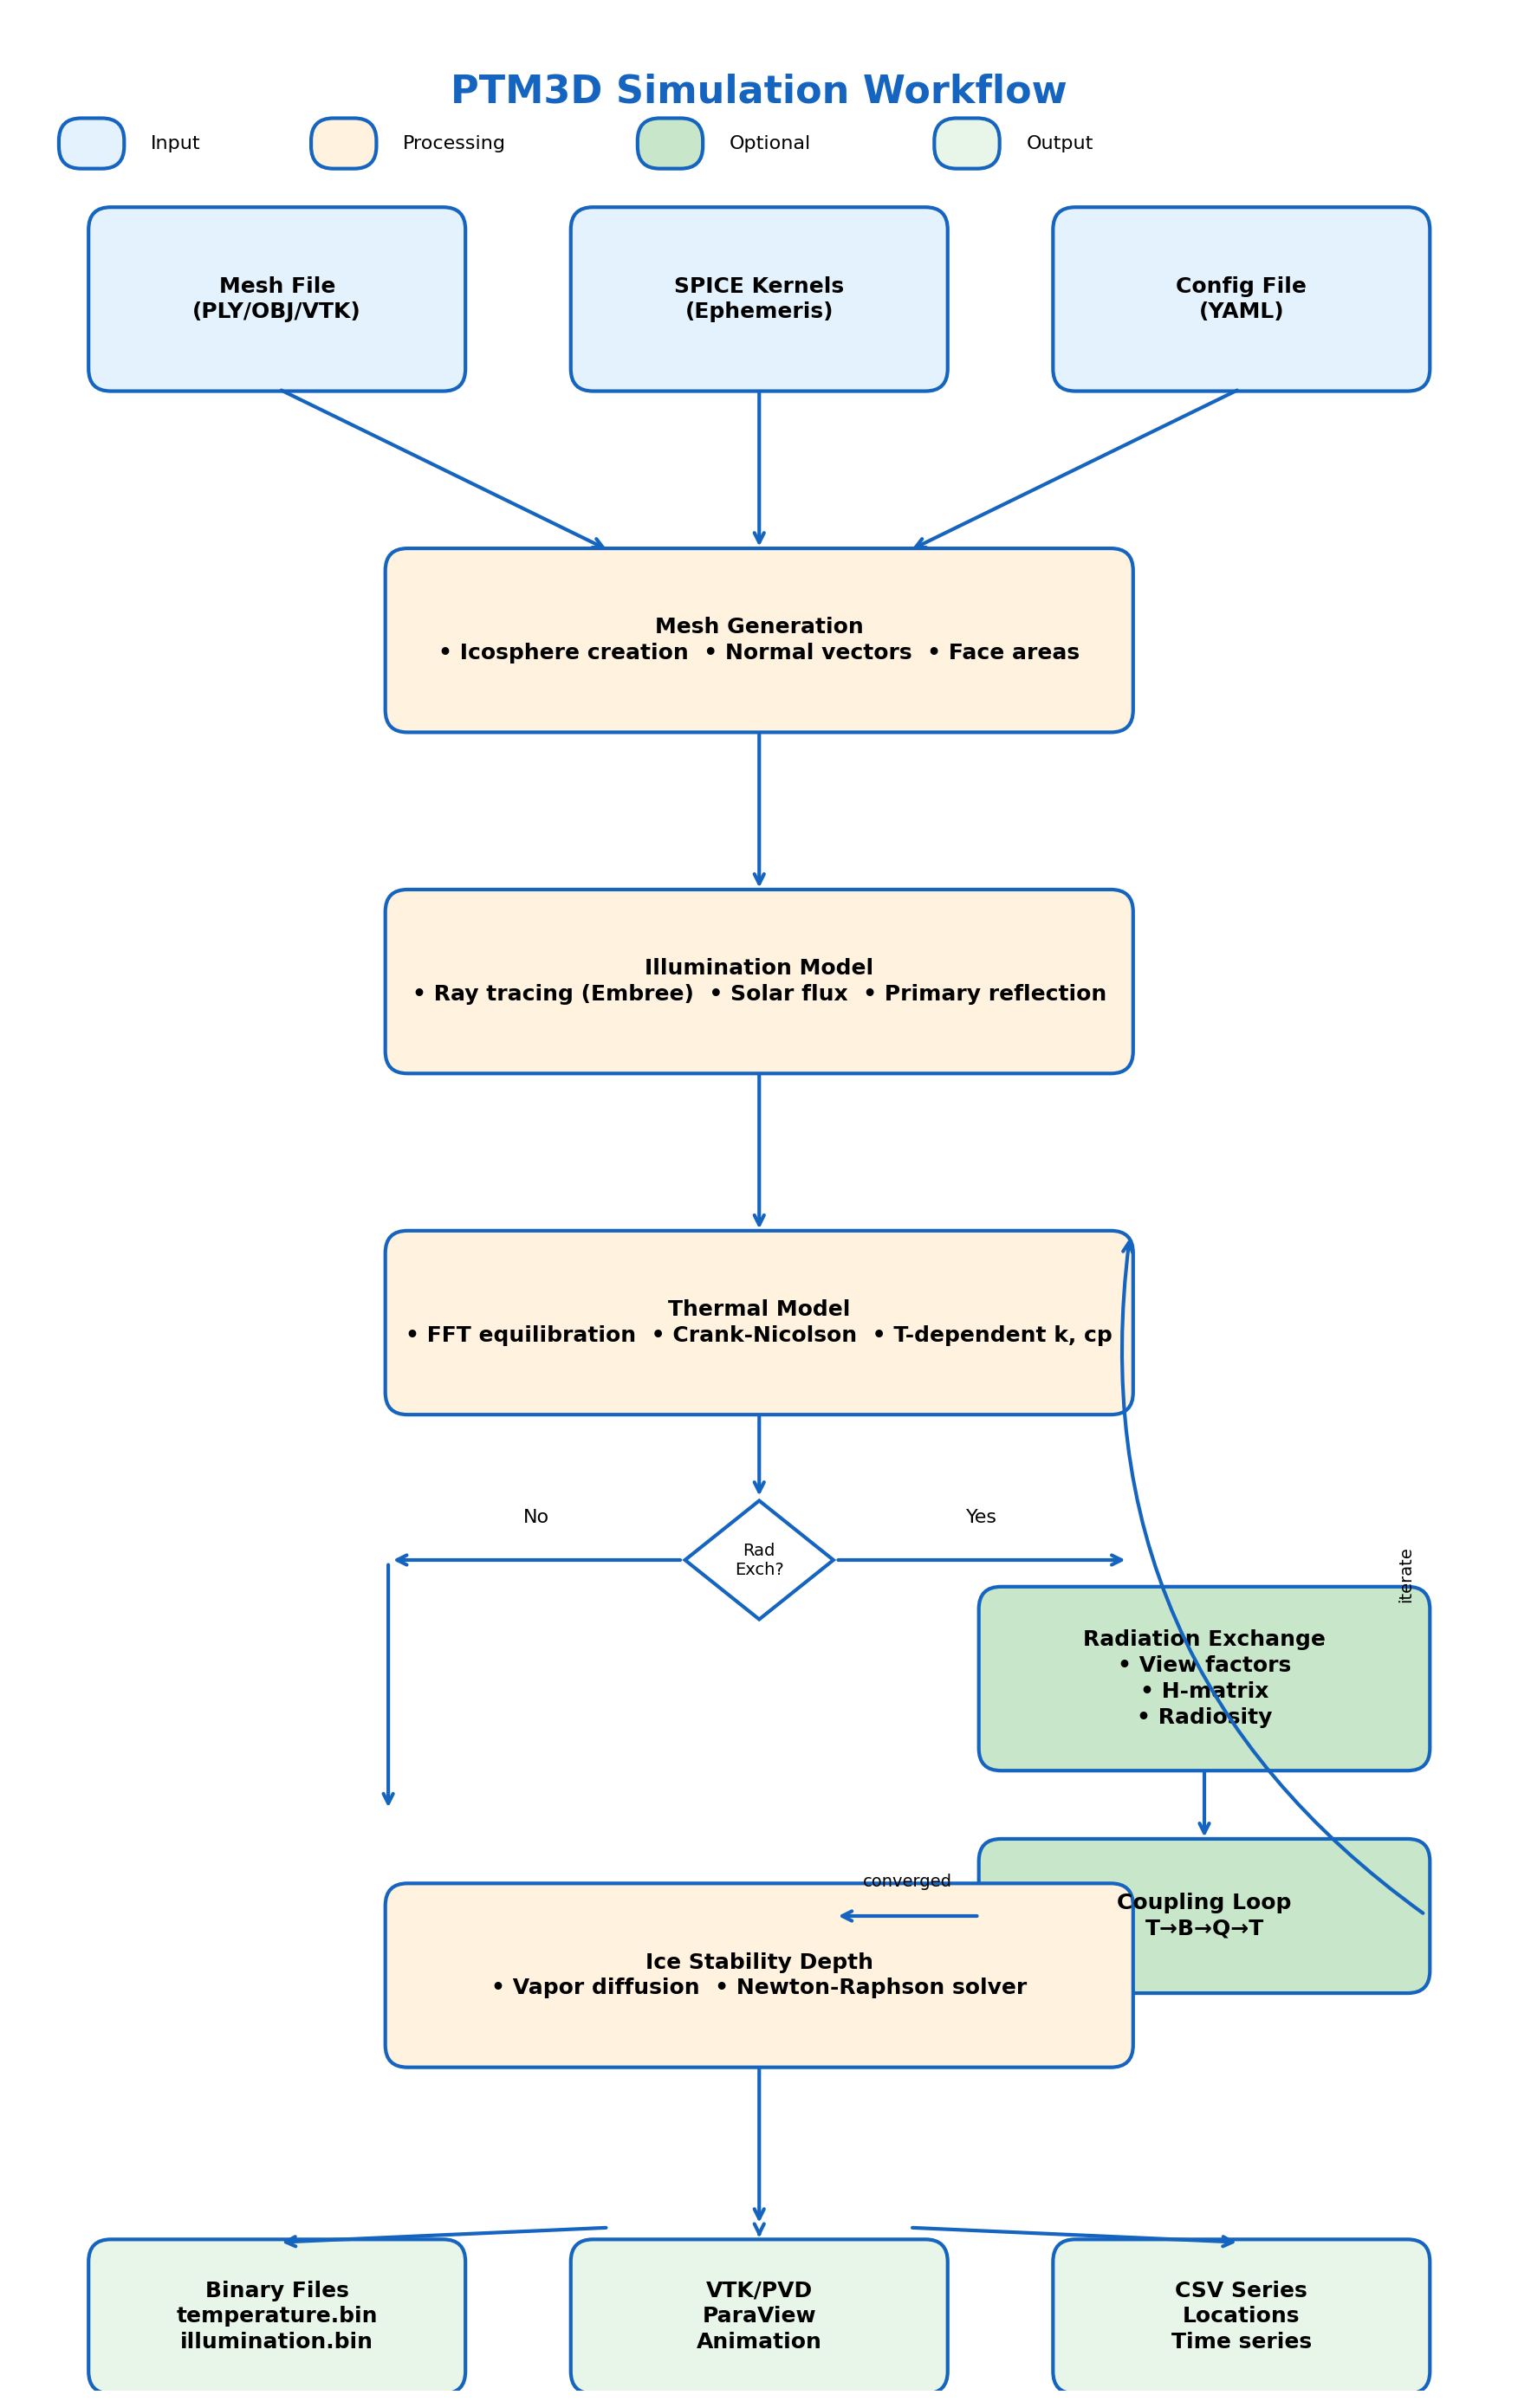 PTM3D Simulation Workflow
Input
Processing
Optional
Output
Mesh File
(PLY/OBJ/VTK)
SPICE Kernels
(Ephemeris)
Config File
(YAML)
Mesh Generation
• Icosphere creation • Normal vectors • Face areas
Illumination Model
• Ray tracing (Embree) • Solar flux • Primary reflection
Thermal Model
• FFT equilibration • Crank-Nicolson • T-dependent k, cp
No
Rad
Exch?
Yes
iterate
Radiation Exchange
• View factors
• H-matrix
• Radiosity
converged
Coupling Loop
T→B→Q→T
Ice Stability Depth
• Vapor diffusion • Newton-Raphson solver
Binary Files
temperature.bin
illumination.bin
VTK/PVD
ParaView
Animation
CSV Series
Locations
Time series